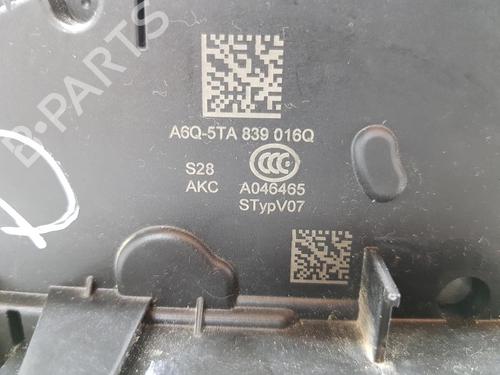 A6Q-5TA 839 016Q
S28
AKC
A046465
STypV07
B-PARTS